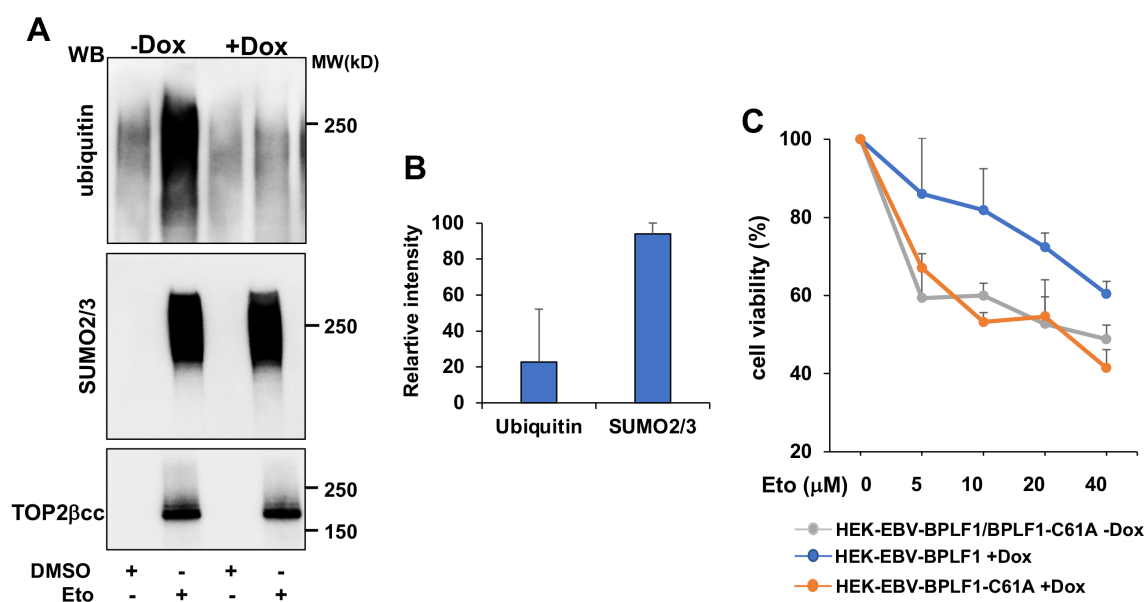 A
WB -Dox +Dox MW(kD)
ubiquitin
250
SUMO2/3
250
TOP2βcc
250
150
DMSO + - + -
Eto - + - +
B
Relartive intensity
100
80
60
40
20
0
Ubiquitin SUMO2/3
C
cell viability (%)
100
80
60
40
20
Eto (μM) 0 5 10 20 40
HEK-EBV-BPLF1/BPLF1-C61A -Dox
HEK-EBV-BPLF1 +Dox
HEK-EBV-BPLF1-C61A +Dox